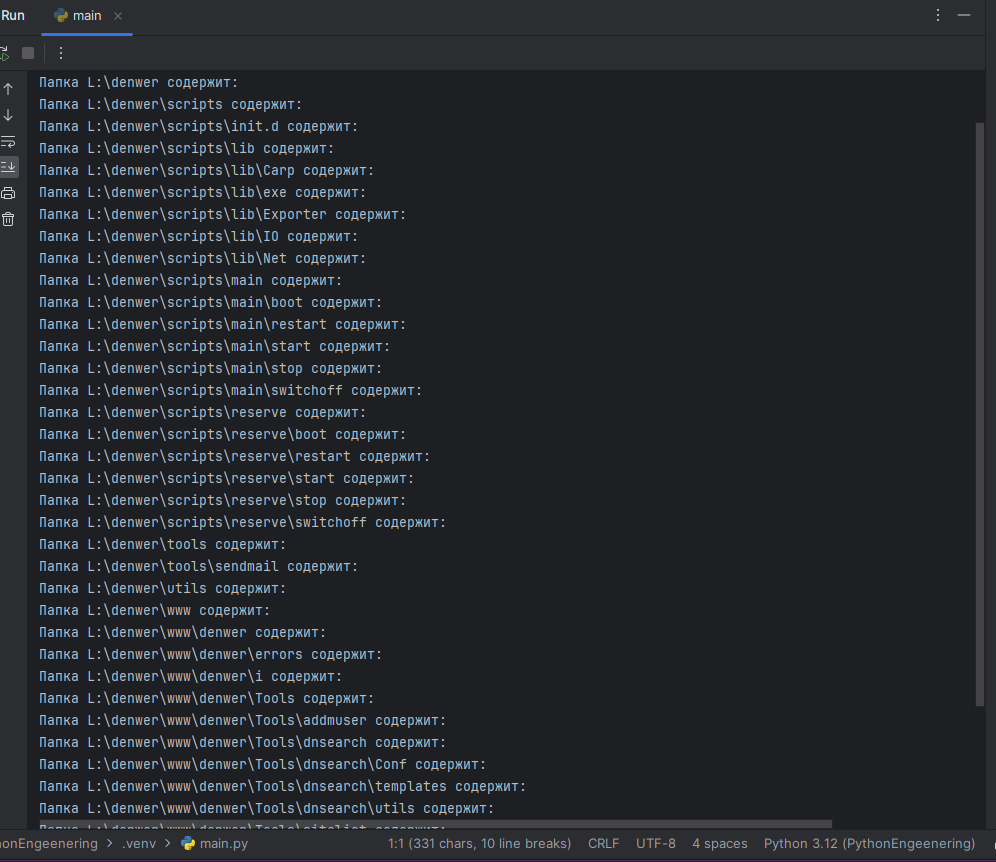 Run main
Папка L:\denwer содержит:
Папка L:\denwer\scripts содержит:
Папка L:\denwer\scripts\init.d содержит:
Папка L:\denwer\scripts\lib содержит:
Папка L:\denwer\scripts\lib\Carp содержит:
Папка L:\denwer\scripts\lib\exe содержит:
Папка L:\denwer\scripts\lib\Exporter содержит:
Папка L:\denwer\scripts\lib\IO содержит:
Папка L:\denwer\scripts\lib\Net содержит:
Папка L:\denwer\scripts\main содержит:
Папка L:\denwer\scripts\main\boot содержит:
Папка L:\denwer\scripts\main\restart содержит:
Папка L:\denwer\scripts\main\start содержит:
Папка L:\denwer\scripts\main\stop содержит:
Папка L:\denwer\scripts\main\switchoff содержит:
Папка L:\denwer\scripts\reserve содержит:
Папка L:\denwer\scripts\reserve\boot содержит:
Папка L:\denwer\scripts\reserve\restart содержит:
Папка L:\denwer\scripts\reserve\start содержит:
Папка L:\denwer\scripts\reserve\stop содержит:
Папка L:\denwer\scripts\reserve\switchoff содержит:
Папка L:\denwer\tools содержит:
Папка L:\denwer\tools\sendmail содержит:
Папка L:\denwer\utils содержит:
Папка L:\denwer\www содержит:
Папка L:\denwer\www\denwer содержит:
Папка L:\denwer\www\denwer\errors содержит:
Папка L:\denwer\www\denwer\i содержит:
Папка L:\denwer\www\denwer\Tools содержит:
Папка L:\denwer\www\denwer\Tools\addmuser содержит:
Папка L:\denwer\www\denwer\Tools\dnsearch содержит:
Папка L:\denwer\www\denwer\Tools\dnsearch\Conf содержит:
Папка L:\denwer\www\denwer\Tools\dnsearch\templates содержит:
Папка L:\denwer\www\denwer\Tools\dnsearch\utils содержит:
honEngeenering > .venv > main.py 1:1 (331 chars, 10 line breaks) CRLF UTF-8 4 spaces Python 3.12 (PythonEngeenering)